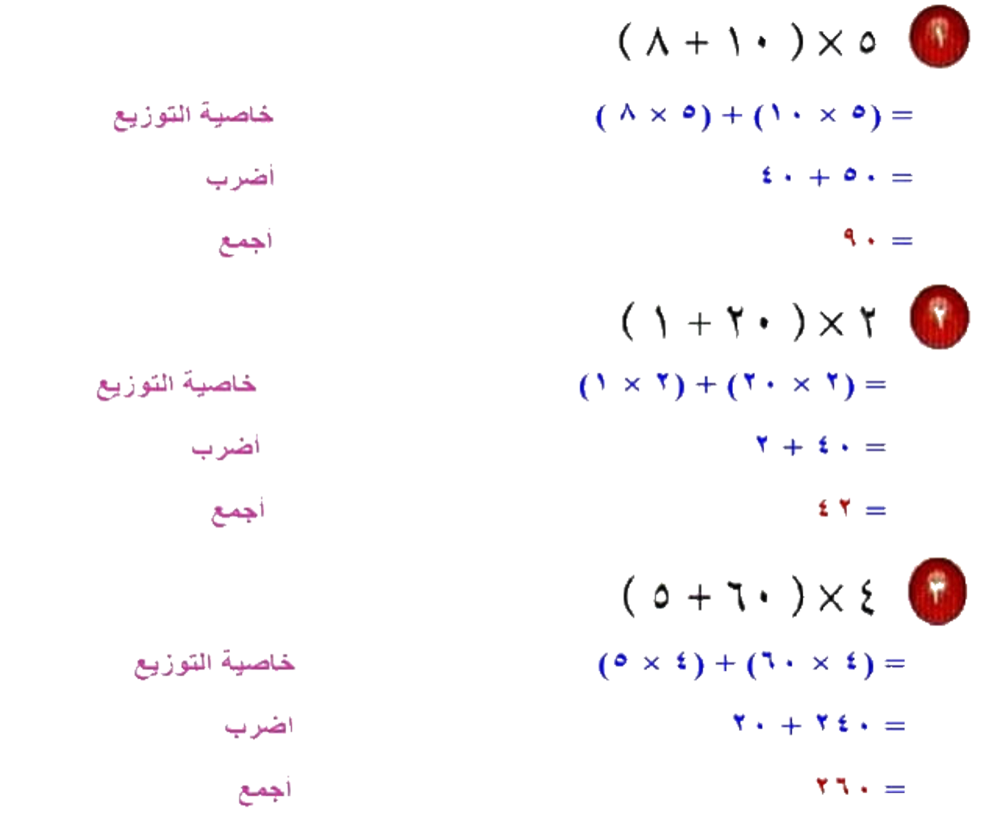 ١ ٥ × ( ١٠ + ٨ )
= (٥ × ١٠) + (٥ × ٨ ) خاصية التوزيع
= ٥٠ + ٤٠ أضرب
= ٩٠ أجمع
٢ ٢ × ( ٢٠ + ١ )
= (٢ × ٢٠) + (٢ × ١) خاصية التوزيع
= ٤٠ + ٢ أضرب
= ٤٢ أجمع
٣ ٤ × ( ٦٠ + ٥ )
= (٤ × ٦٠) + (٤ × ٥) خاصية التوزيع
= ٢٤٠ + ٢٠ اضرب
= ٢٦٠ أجمع